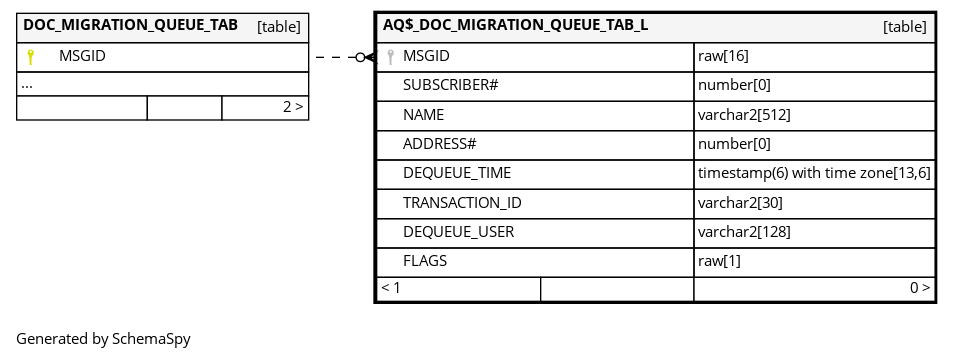 DOC_MIGRATION_QUEUE_TAB [table]
MSGID
...
2 >
AQ$_DOC_MIGRATION_QUEUE_TAB_L [table]
MSGID raw[16]
SUBSCRIBER# number[0]
NAME varchar2[512]
ADDRESS# number[0]
DEQUEUE_TIME timestamp(6) with time zone[13,6]
TRANSACTION_ID varchar2[30]
DEQUEUE_USER varchar2[128]
FLAGS raw[1]
< 1 0 >
Generated by SchemaSpy